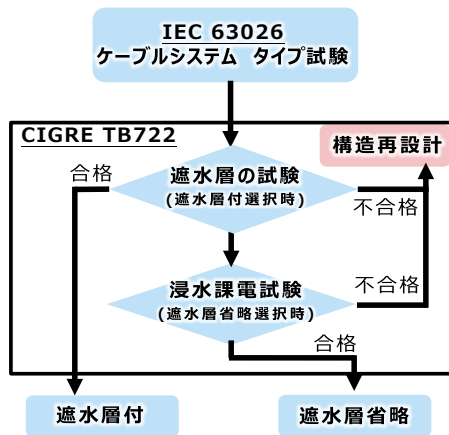 IEC 63026
ケーブルシステム タイプ試験
CIGRE TB722
構造再設計
合格
遮水層の試験
(遮水層付選択時)
不合格
浸水課電試験
(遮水層省略選択時)
不合格
合格
遮水層付
遮水層省略